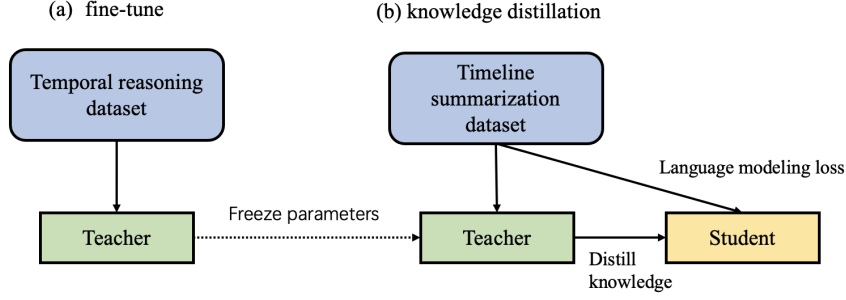 (a) fine-tune
(b) knowledge distillation
Temporal reasoning
dataset
Timeline
summarization
dataset
Language modeling loss
Teacher
Freeze parameters
Teacher
Student
Distill
knowledge